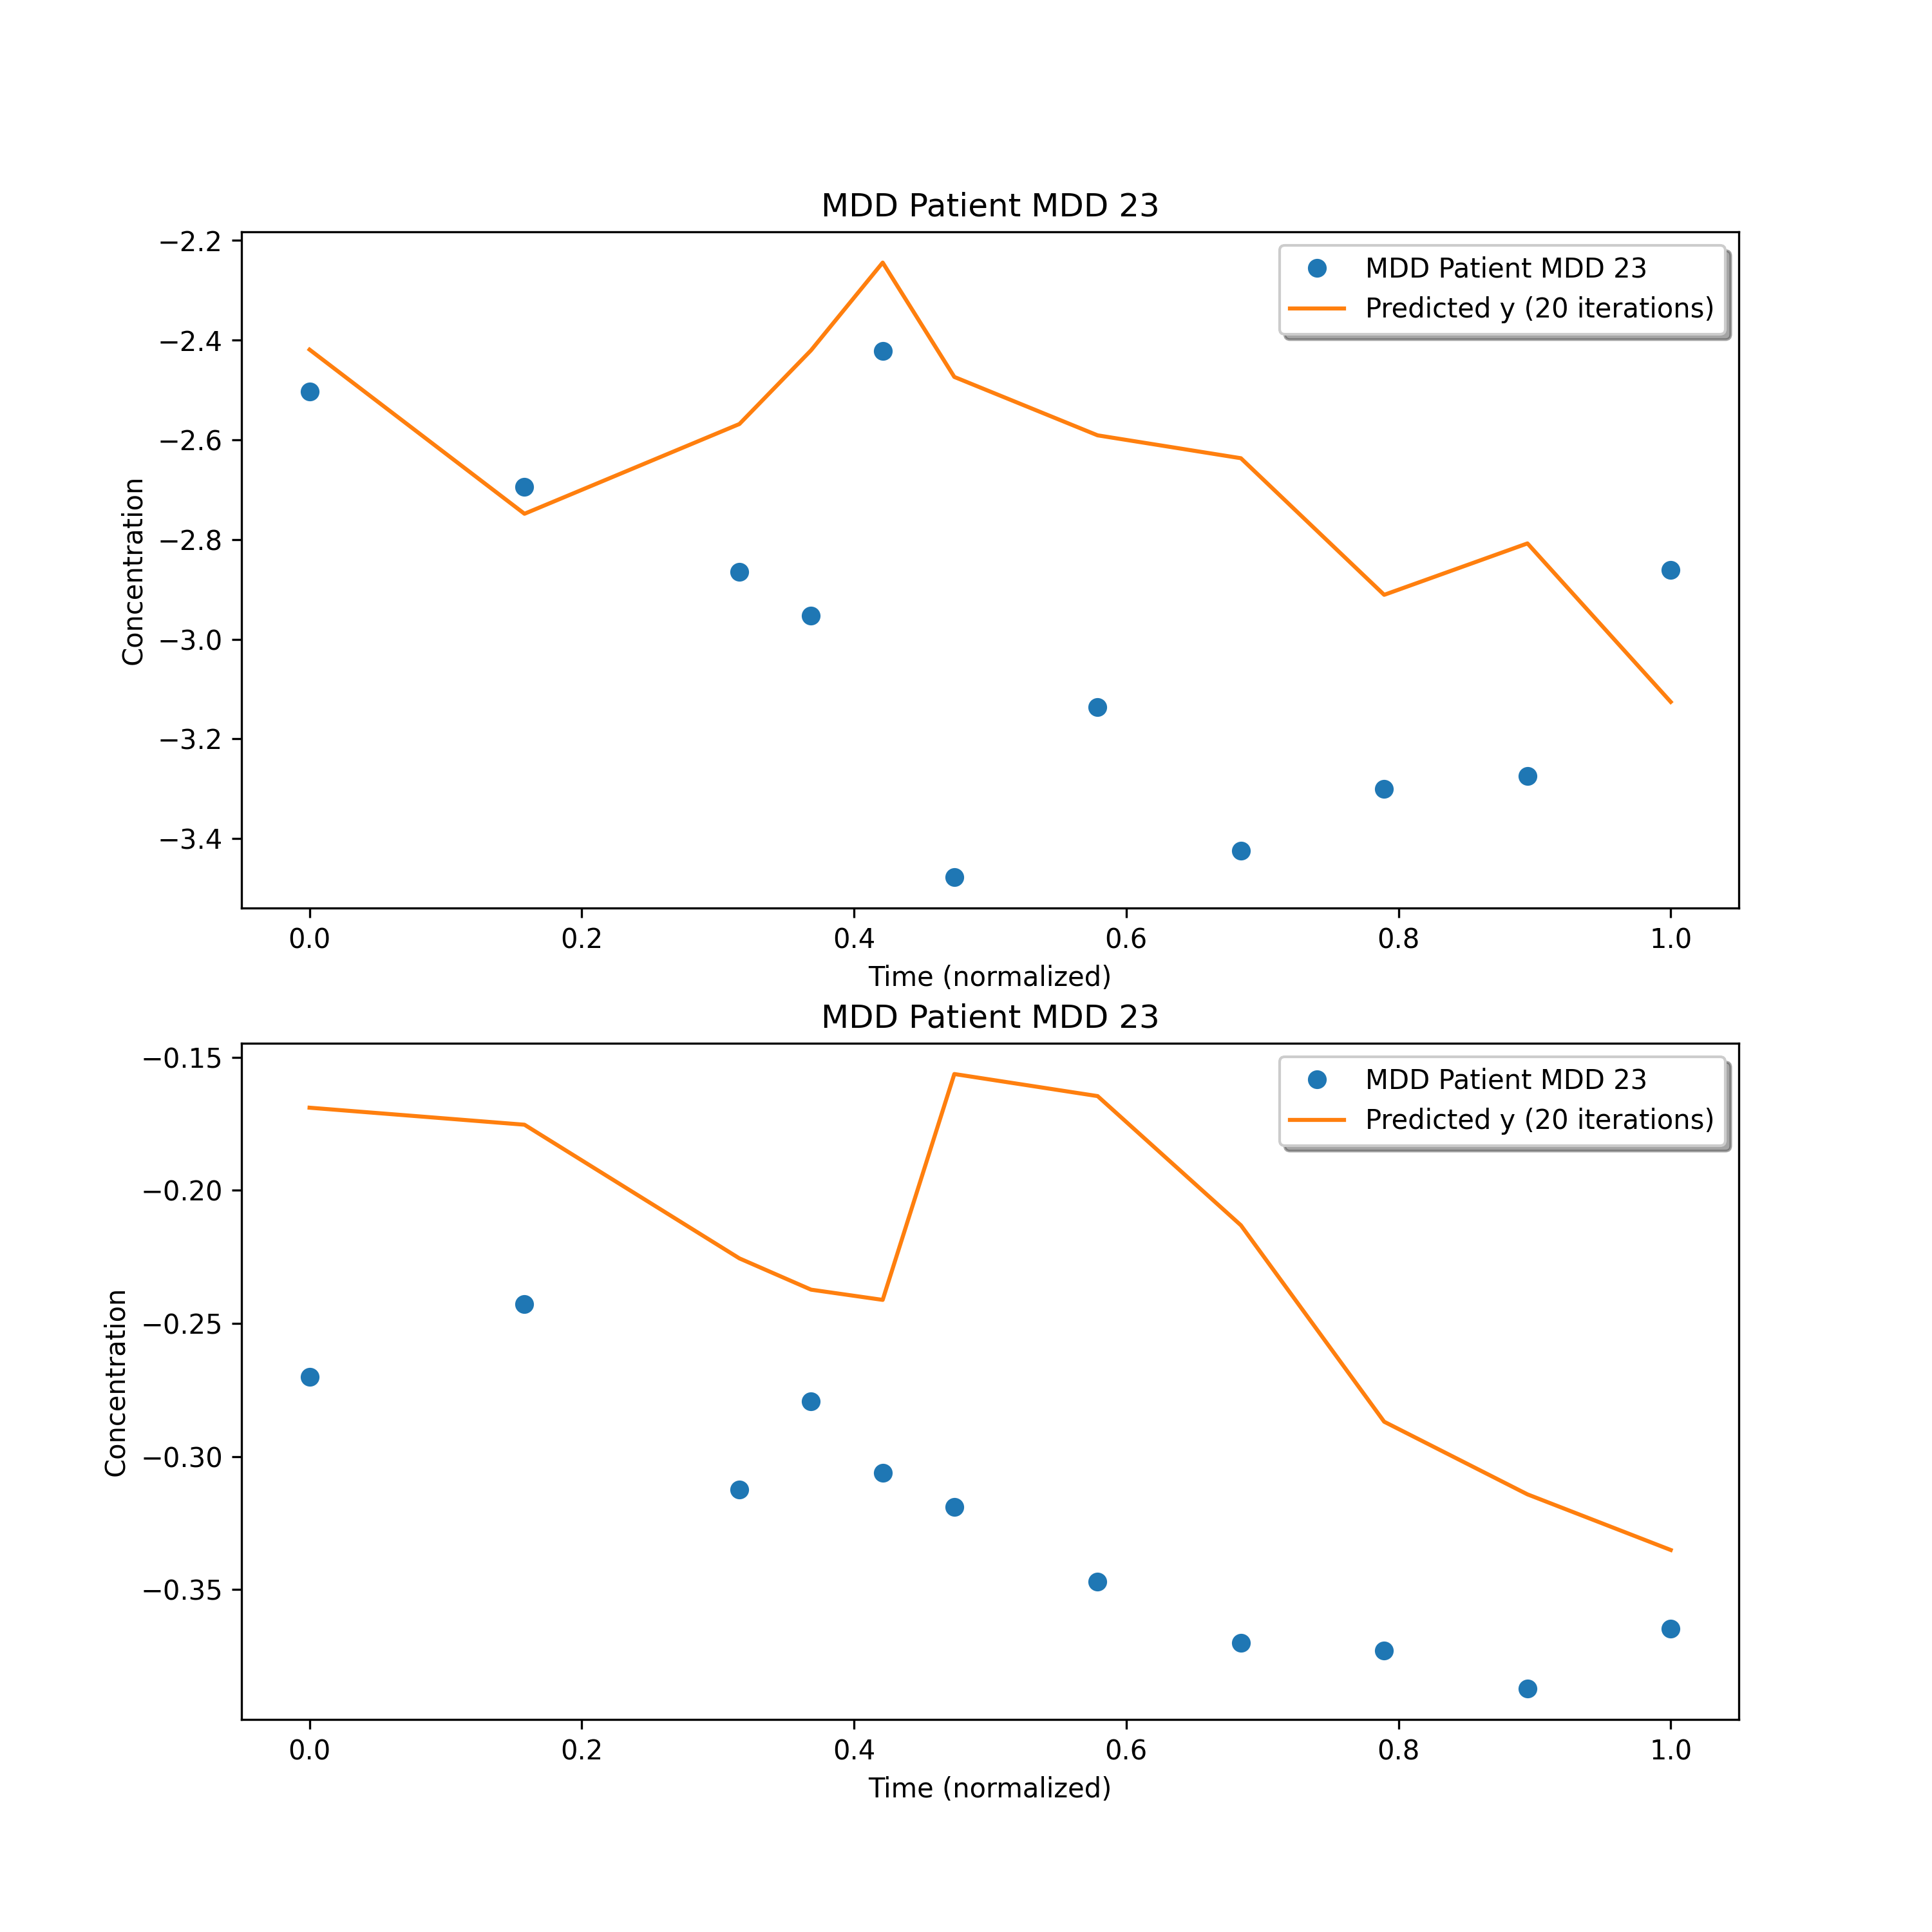 MDD Patient MDD 23
MDD Patient MDD 23
Predicted y (20 iterations)
−2.2
−2.4
−2.6
−2.8
−3.0
−3.2
−3.4
Concentration
0.0 0.2 0.4 0.6 0.8 1.0
Time (normalized)
MDD Patient MDD 23
MDD Patient MDD 23
Predicted y (20 iterations)
−0.15
−0.20
−0.25
−0.30
−0.35
Concentration
0.0 0.2 0.4 0.6 0.8 1.0
Time (normalized)